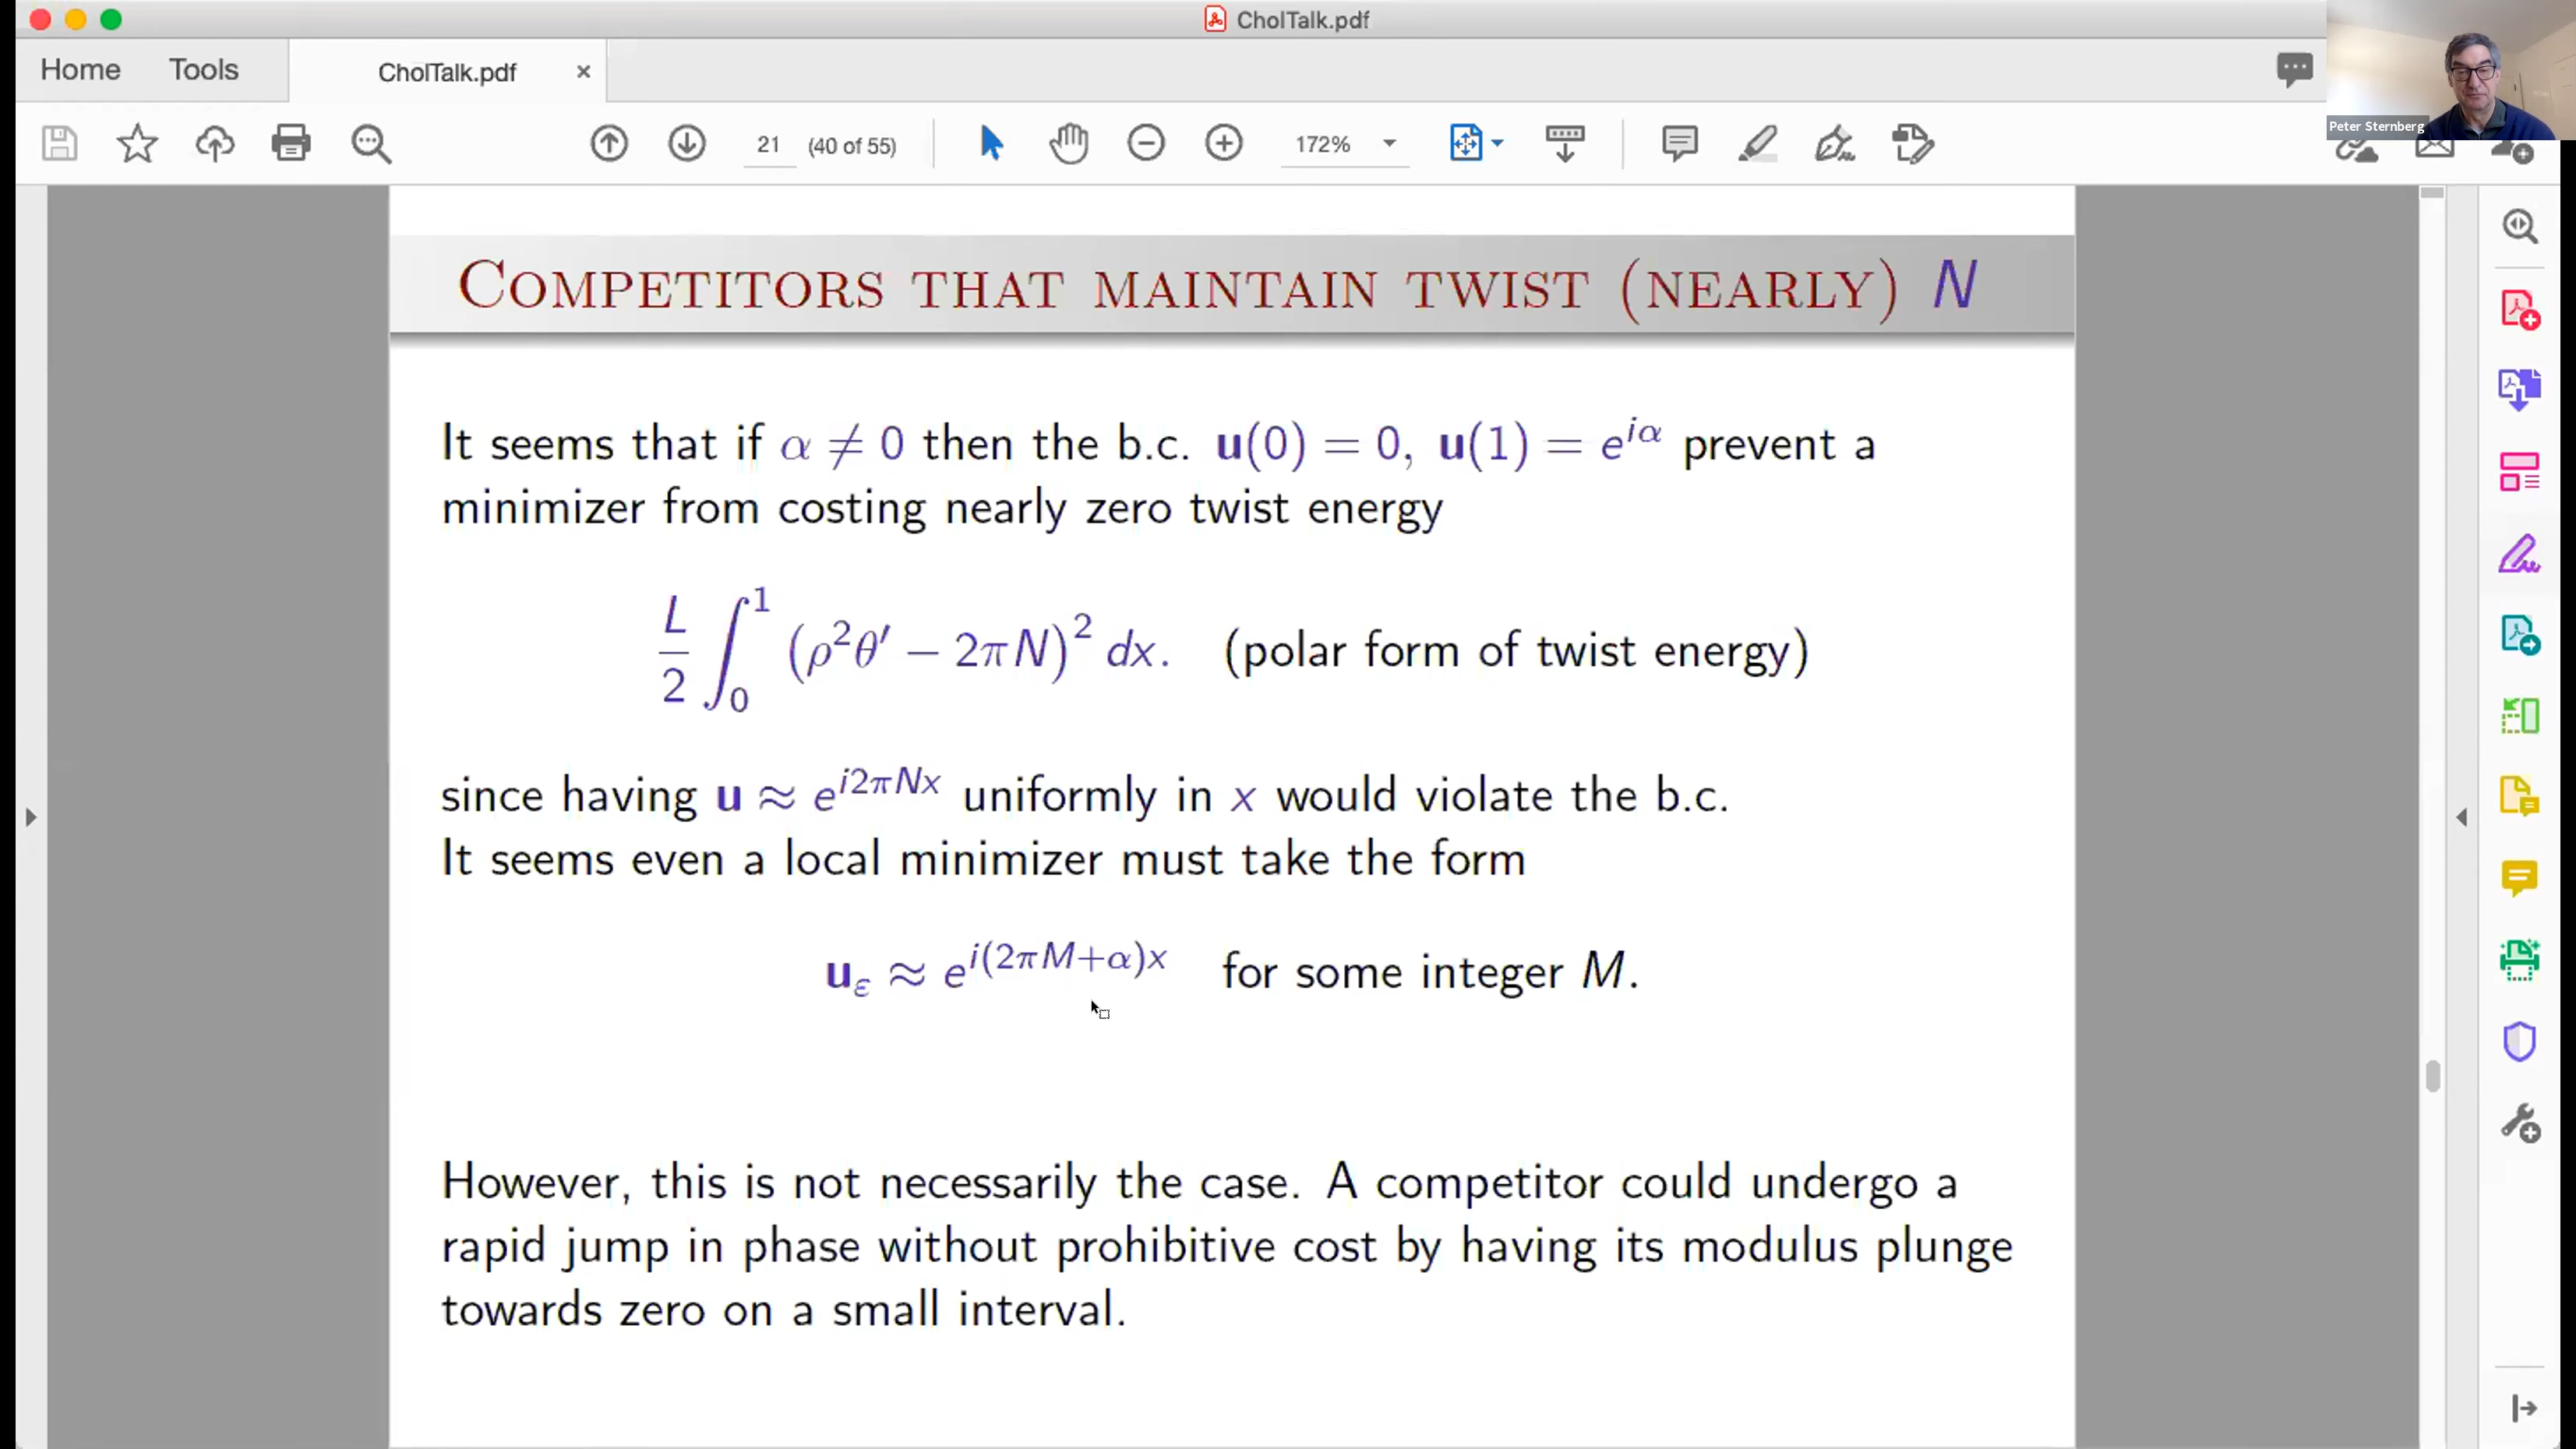 CholTalk.pdf
Home Tools CholTalk.pdf ×
Peter Sternberg
21 (40 of 55) 172%
COMPETITORS THAT MAINTAIN TWIST (NEARLY) N
It seems that if α ≠ 0 then the b.c. u(0) = 0, u(1) = e^{iα} prevent a
minimizer from costing nearly zero twist energy
L/2 ∫_0^1 (ρ²θ′ − 2πN)² dx. (polar form of twist energy)
since having u ≈ e^{i2πNx} uniformly in x would violate the b.c.
It seems even a local minimizer must take the form
u_ε ≈ e^{i(2πM+α)x} for some integer M.
However, this is not necessarily the case. A competitor could undergo a
rapid jump in phase without prohibitive cost by having its modulus plunge
towards zero on a small interval.